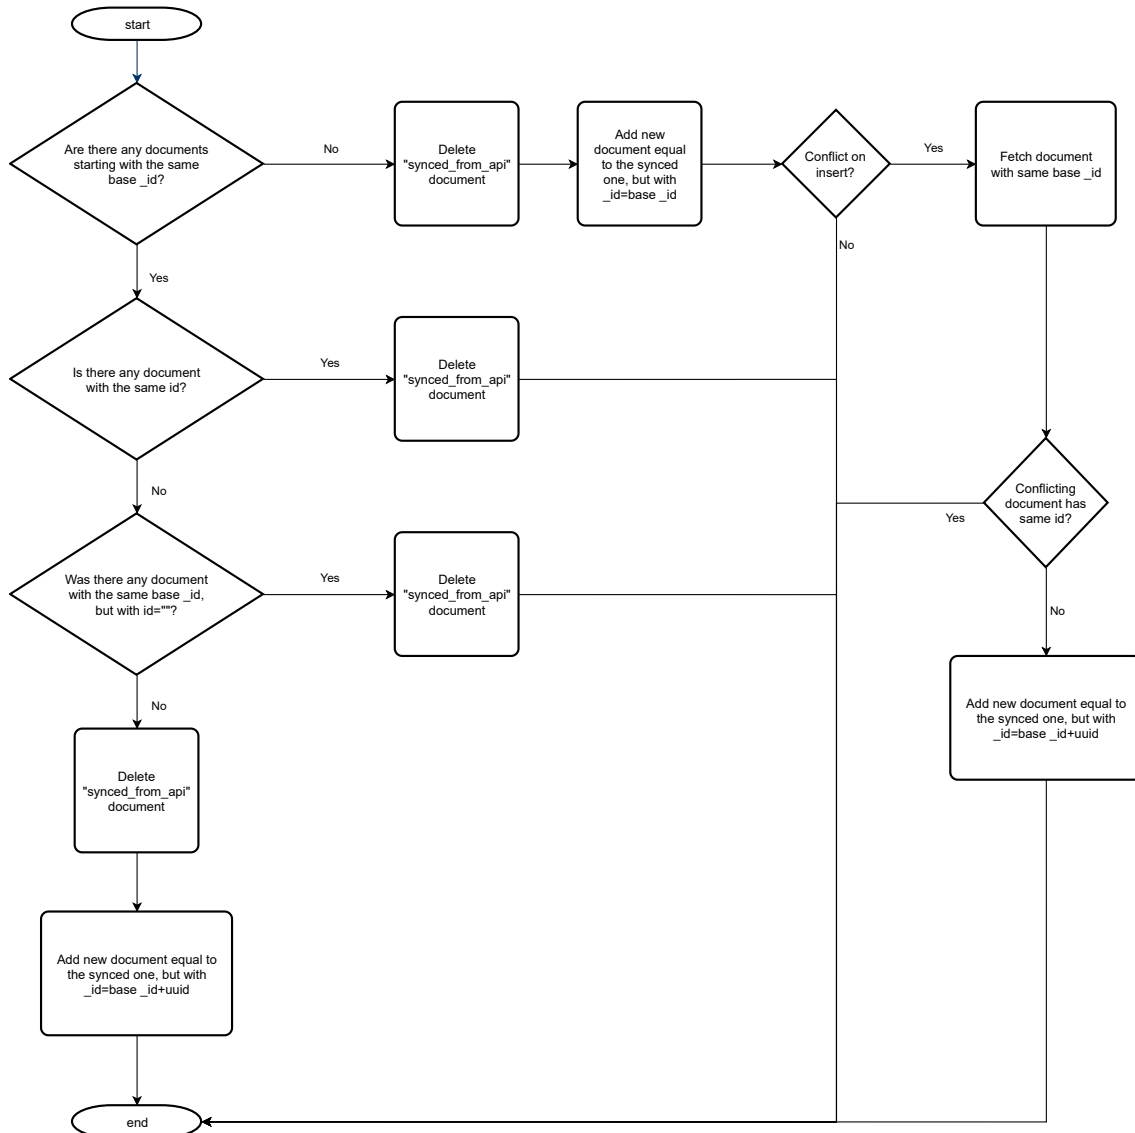 start
Are there any documents
starting with the same
base _id?
No
Delete
"synced_from_api"
document
Add new
document equal
to the synced
one, but with
_id=base _id
Conflict on
insert?
Yes
Fetch document
with same base _id
No
Yes
Is there any document
with the same id?
Yes
Delete
"synced_from_api"
document
No
Conflicting
document has
same id?
Yes
No
Was there any document
with the same base _id,
but with id=""?
Yes
Delete
"synced_from_api"
document
No
Add new document equal to
the synced one, but with
_id=base _id+uuid
Delete
"synced_from_api"
document
Add new document equal to
the synced one, but with
_id=base _id+uuid
end